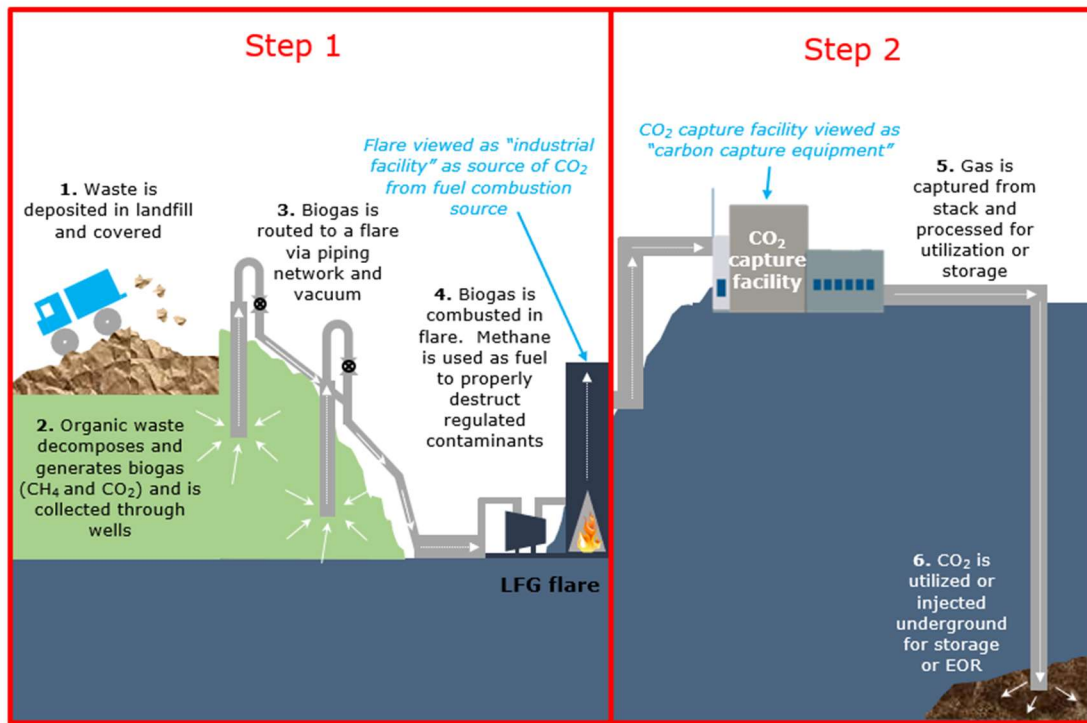 Step 1
1. Waste is
deposited in landfill
and covered
2. Organic waste
decomposes and
generates biogas
(CH₄ and CO₂) and is
collected through
wells
3. Biogas is
routed to a flare
via piping
network and
vacuum
Flare viewed as “industrial
facility” as source of CO₂
from fuel combustion
source
4. Biogas is
combusted in
flare. Methane
is used as fuel
to properly
destruct
regulated
contaminants
LFG flare
Step 2
CO₂ capture facility viewed as
“carbon capture equipment”
CO₂
capture
facility
5. Gas is
captured from
stack and
processed for
utilization or
storage
6. CO₂ is
utilized or
injected
underground
for storage
or EOR